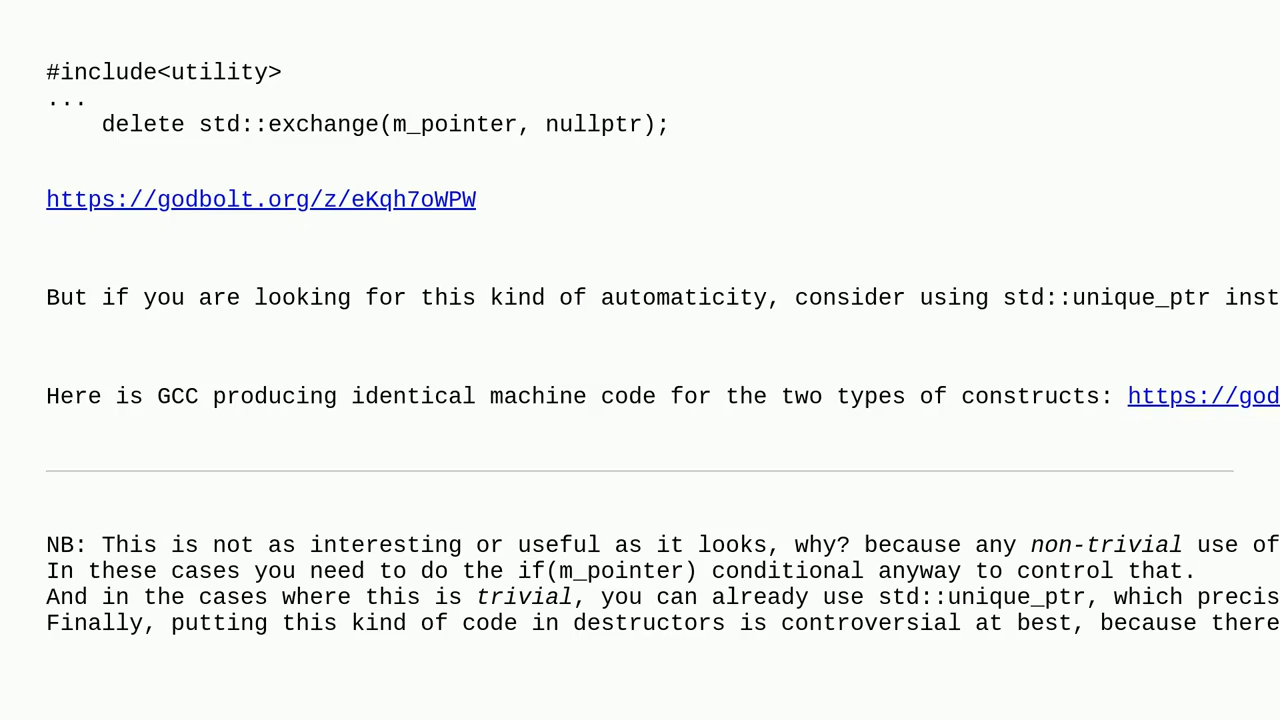 #include<utility>
...
    delete std::exchange(m_pointer, nullptr);
https://godbolt.org/z/eKqh7oWPW
But if you are looking for this kind of automaticity, consider using std::unique_ptr inst
Here is GCC producing identical machine code for the two types of constructs: https://god
NB: This is not as interesting or useful as it looks, why? because any non-trivial use of
In these cases you need to do the if(m_pointer) conditional anyway to control that.
And in the cases where this is trivial, you can already use std::unique_ptr, which precis
Finally, putting this kind of code in destructors is controversial at best, because there